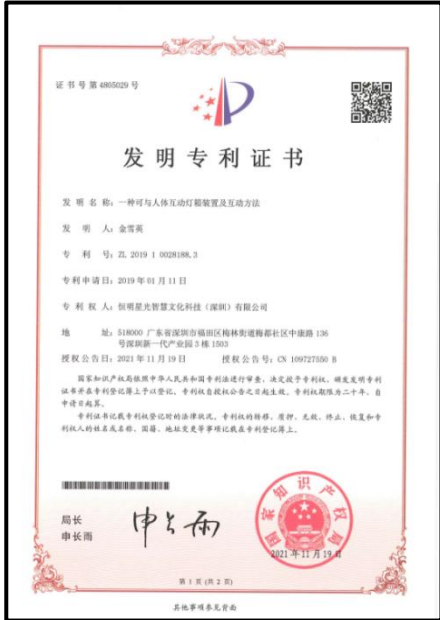 证书号第4805029号
发明专利证书
发明名称：一种可与人体互动灯箱装置及互动方法
发明人：金雪英
专利号：ZL 2019 1 0028188.3
专利申请日：2019年01月11日
专利权人：恒明星光智慧文化科技（深圳）有限公司
地址：518000 广东省深圳市福田区梅林街道梅都社区中康路136
号深圳新一代产业园3栋1503
授权公告日：2021年11月19日 授权公告号：CN 109727550 B
国家知识产权局依照中华人民共和国专利法进行审查，决定授予专利权，颁发发明专利
证书并在专利登记簿上予以登记。专利权自授权公告之日起生效。专利权期限为二十年，自
申请日起算。
专利证书记载专利权登记时的法律状况。专利权的转移、质押、无效、终止、恢复和专
利权人的姓名或名称、国籍、地址变更等事项记载在专利登记簿上。
局长
申长雨
申长雨
国家知识产权局
2021年11月19日
第1页（共2页）
其他事项参见背面